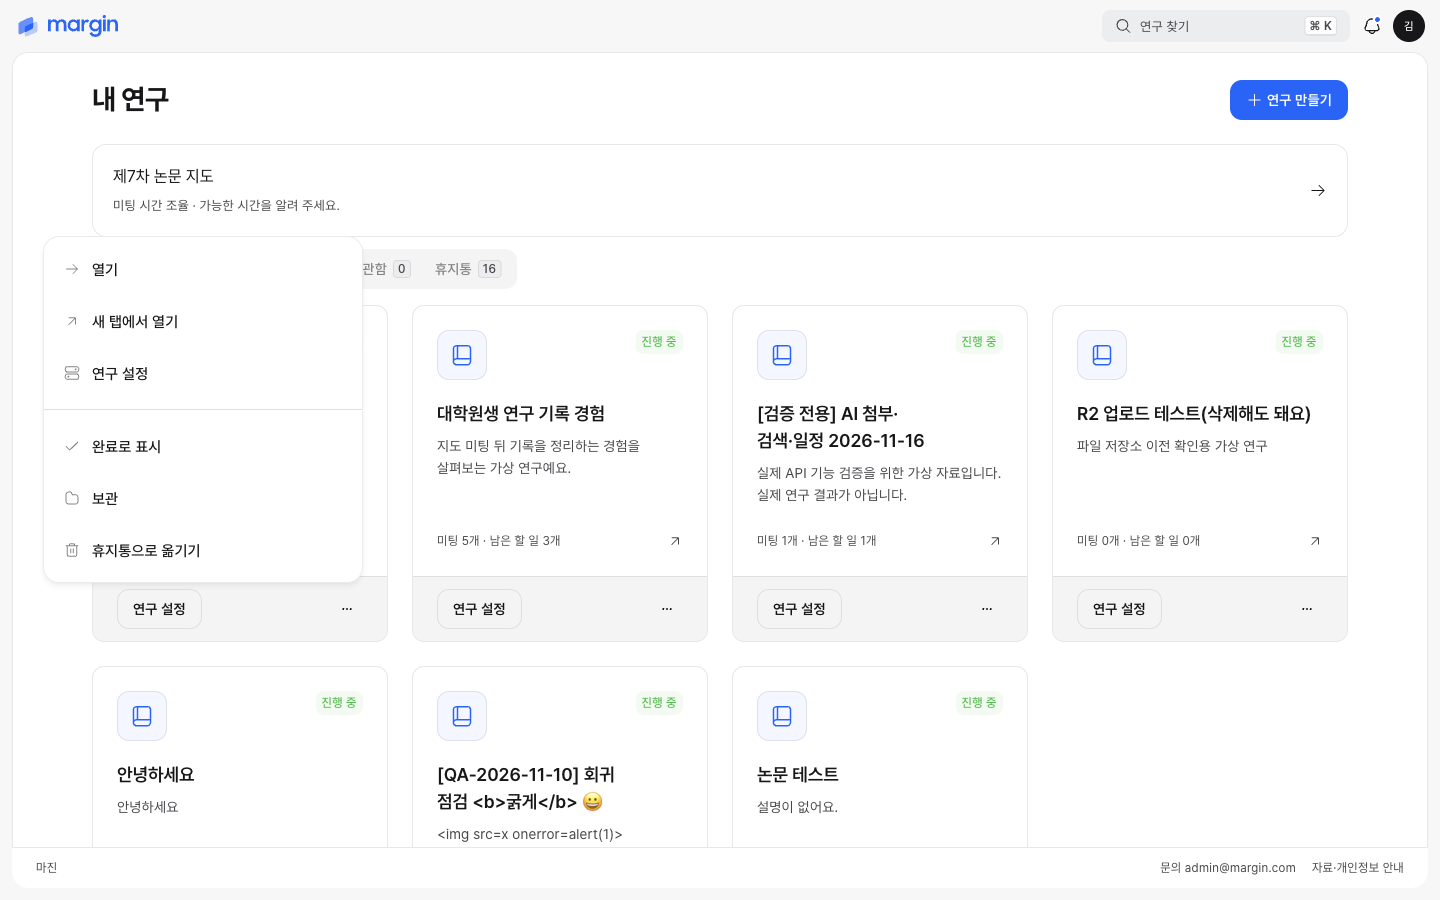 margin
연구 찾기
⌘ K
김
내 연구
연구 만들기
제7차 논문 지도
미팅 시간 조율 · 가능한 시간을 알려 주세요.
관함 0
휴지통 16
열기
새 탭에서 열기
연구 설정
완료로 표시
보관
휴지통으로 옮기기
연구 설정
진행 중
대학원생 연구 기록 경험
지도 미팅 뒤 기록을 정리하는 경험을
살펴보는 가상 연구예요.
미팅 5개 · 남은 할 일 3개
연구 설정
진행 중
[검증 전용] AI 첨부·
검색·일정 2026-11-16
실제 API 기능 검증을 위한 가상 자료입니다.
실제 연구 결과가 아닙니다.
미팅 1개 · 남은 할 일 1개
연구 설정
진행 중
R2 업로드 테스트(삭제해도 돼요)
파일 저장소 이전 확인용 가상 연구
미팅 0개 · 남은 할 일 0개
연구 설정
진행 중
안녕하세요
안녕하세요
진행 중
[QA-2026-11-10] 회귀
점검 <b>굵게</b> 😀
<img src=x onerror=alert(1)>
진행 중
논문 테스트
설명이 없어요.
마진
문의 admin@margin.com
자료·개인정보 안내